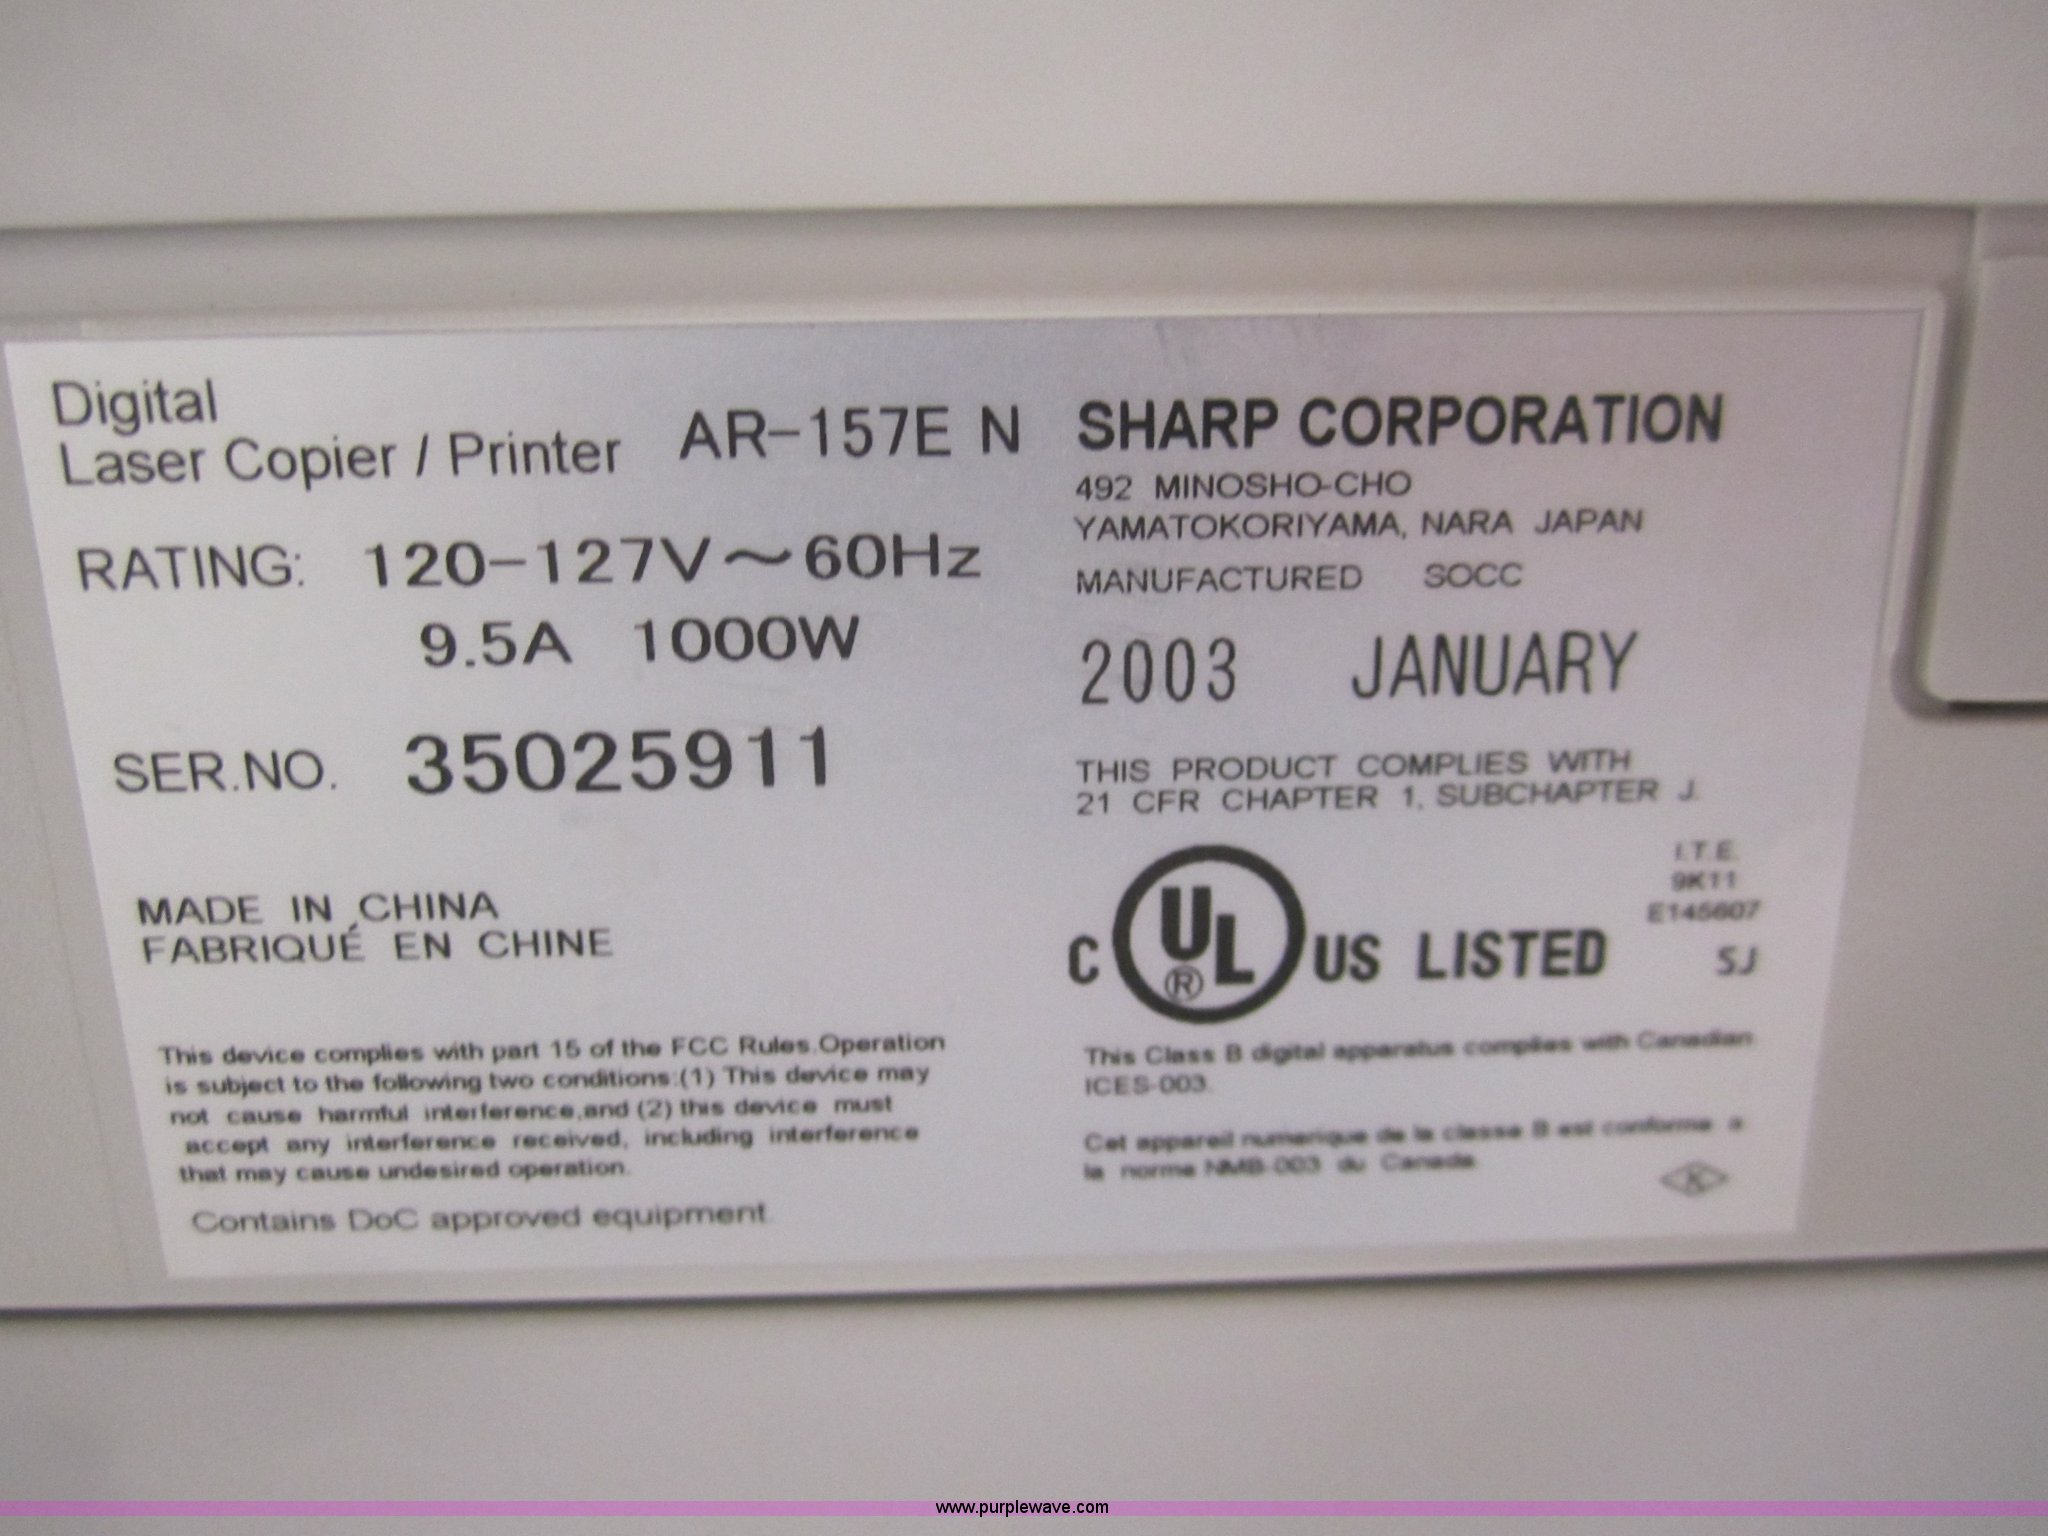 Digital
Laser Copier / Printer AR-157E N
RATING: 120-127V～60Hz
9.5A 1000W
SER.NO. 35025911
MADE IN CHINA
FABRIQUÉ EN CHINE
This device complies with part 15 of the FCC Rules.Operation
is subject to the following two conditions:(1) This device may
not cause harmful interference,and (2) this device must
accept any interference received, including interference
that may cause undesired operation.
Contains DoC approved equipment.
SHARP CORPORATION
492 MINOSHO-CHO
YAMATOKORIYAMA, NARA JAPAN
MANUFACTURED SOCC
2003 JANUARY
THIS PRODUCT COMPLIES WITH
21 CFR CHAPTER 1, SUBCHAPTER J.
C UL ® US LISTED
I.T.E.
9K11
E145607
SJ
This Class B digital apparatus complies with Canadian
ICES-003.
Cet appareil numerique de la classe B est conforme a
la norme NMB-003 du Canada.
K
www.purplewave.com